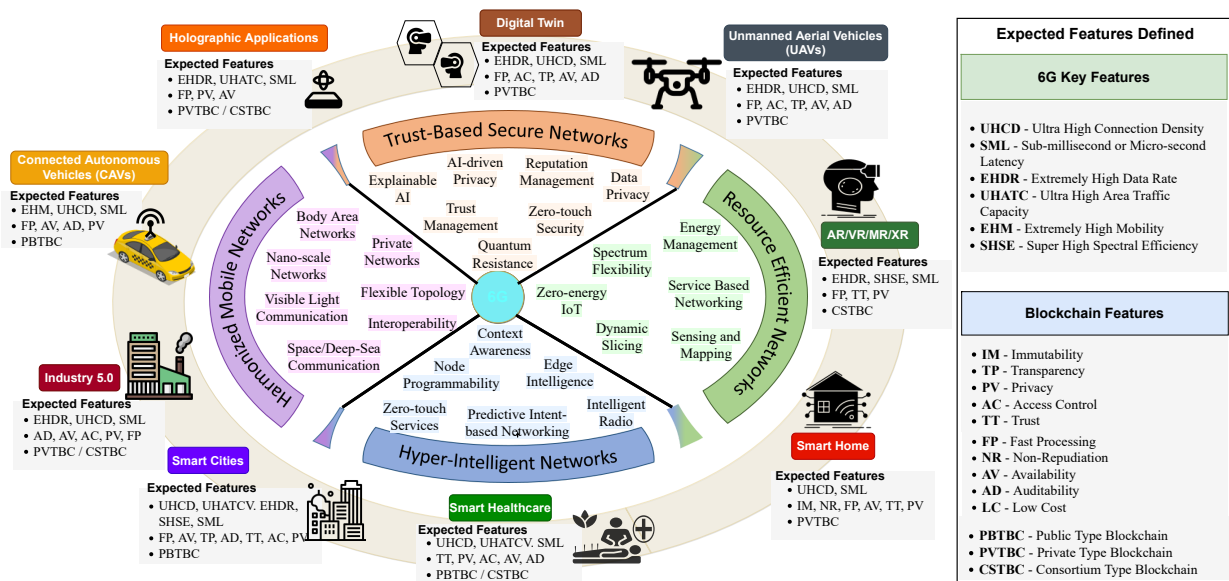 Holographic Applications
Expected Features
• EHDR, UHATC, SML
• FP, PV, AV
• PVTBC / CSTBC
Digital Twin
Expected Features
• EHDR, UHCD, SML
• FP, AC, TP, AV, AD
• PVTBC
Unmanned Aerial Vehicles
(UAVs)
Expected Features
• EHDR, UHCD, SML
• FP, AC, TP, AV, AD
• PVTBC
Connected Autonomous
Vehicles (CAVs)
Expected Features
• EHM, UHCD, SML
• FP, AV, AD, PV
• PBTBC
AR/VR/MR/XR
Expected Features
• EHDR, SHSE, SML
• FP, TT, PV
• CSTBC
Industry 5.0
Expected Features
• EHDR, UHCD, SML
• AD, AV, AC, PV, FP
• PVTBC / CSTBC
Smart Home
Expected Features
• UHCD, SML
• IM, NR, FP, AV, TT, PV
• PVTBC
Smart Cities
Expected Features
• UHCD, UHATCV. EHDR,
SHSE, SML
• FP, AV, TP, AD, TT, AC, PV
• PBTBC
Smart Healthcare
Expected Features
• UHCD, UHATCV. SML
• TT, PV, AC, AV, AD
• PBTBC / CSTBC
Trust-Based Secure Networks
Explainable
AI
AI-driven
Privacy
Reputation
Management
Data
Privacy
Trust
Management
Zero-touch
Security
Quantum
Resistance
Harmonized Mobile Networks
Body Area
Networks
Private
Networks
Nano-scale
Networks
Flexible Topology
Visible Light
Communication
Interoperability
Space/Deep-Sea
Communication
6G
Resource Efficient Networks
Energy
Management
Spectrum
Flexibility
Service Based
Networking
Zero-energy
IoT
Dynamic
Slicing
Sensing and
Mapping
Context
Awareness
Node
Programmability
Edge
Intelligence
Zero-touch
Services
Predictive Intent-
based Networking
Intelligent
Radio
Hyper-Intelligent Networks
Expected Features Defined
6G Key Features
• UHCD - Ultra High Connection Density
• SML - Sub-millisecond or Micro-second
Latency
• EHDR - Extremely High Data Rate
• UHATC - Ultra High Area Traffic
Capacity
• EHM - Extremely High Mobility
• SHSE - Super High Spectral Efficiency
Blockchain Features
• IM - Immutability
• TP - Transparency
• PV - Privacy
• AC - Access Control
• TT - Trust
• FP - Fast Processing
• NR - Non-Repudiation
• AV - Availability
• AD - Auditability
• LC - Low Cost
• PBTBC - Public Type Blockchain
• PVTBC - Private Type Blockchain
• CSTBC - Consortium Type Blockchain